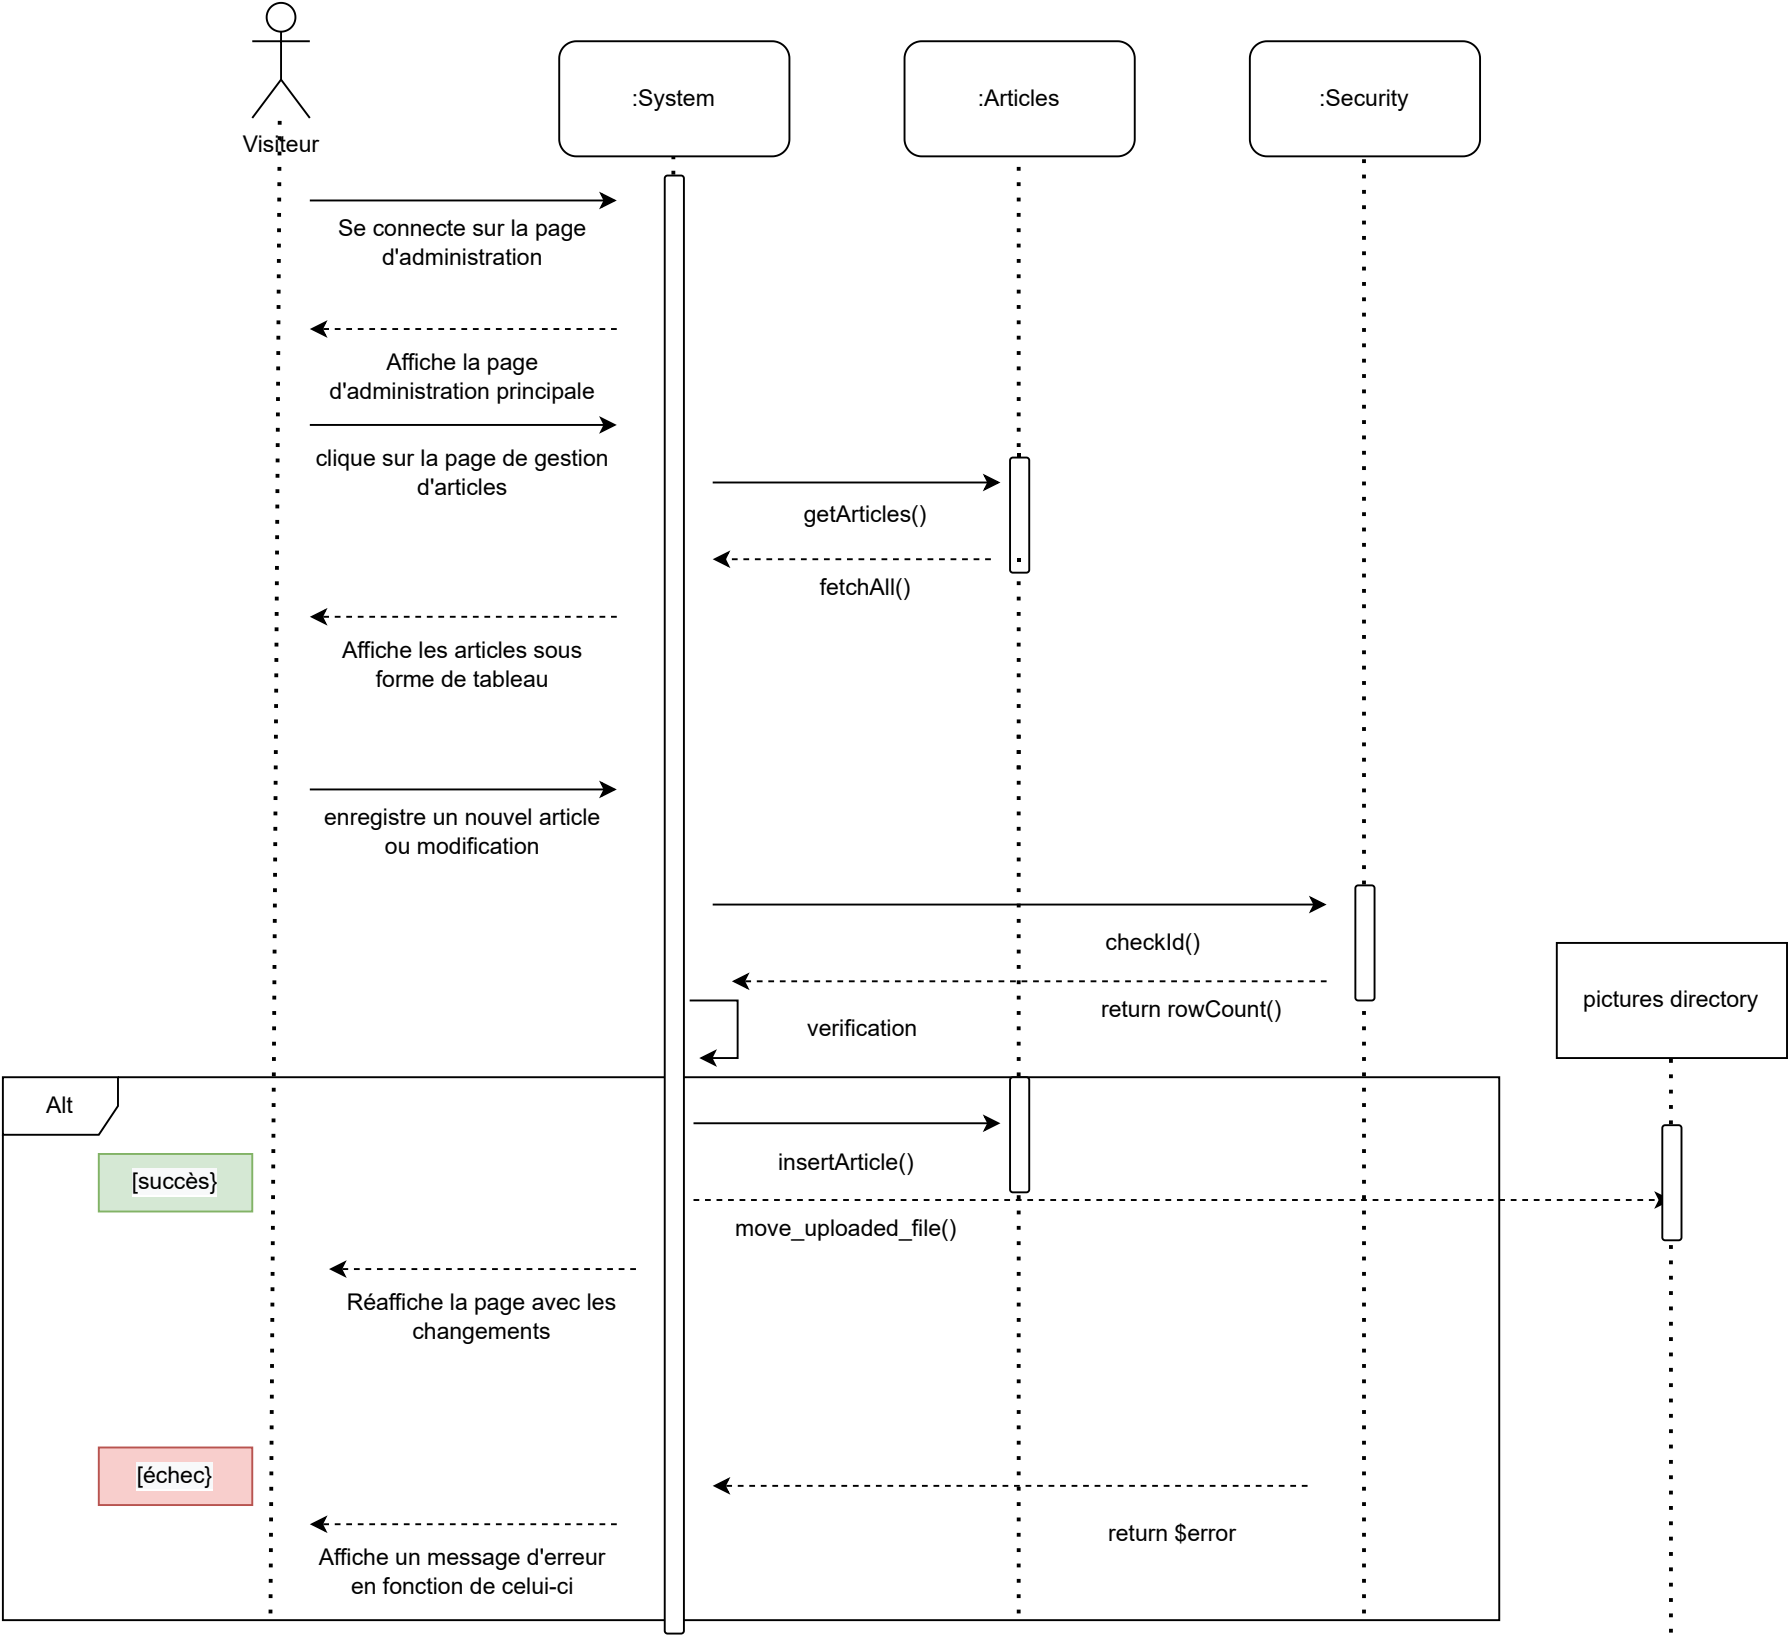 Visiteur
:System
:Articles
:Security
Se connecte sur la page
d'administration
Affiche la page
d'administration principale
clique sur la page de gestion
d'articles
getArticles()
fetchAll()
Affiche les articles sous
forme de tableau
enregistre un nouvel article
ou modification
checkId()
return rowCount()
pictures directory
verification
Alt
insertArticle()
[succès}
move_uploaded_file()
Réaffiche la page avec les
changements
[échec}
return $error
Affiche un message d'erreur
en fonction de celui-ci